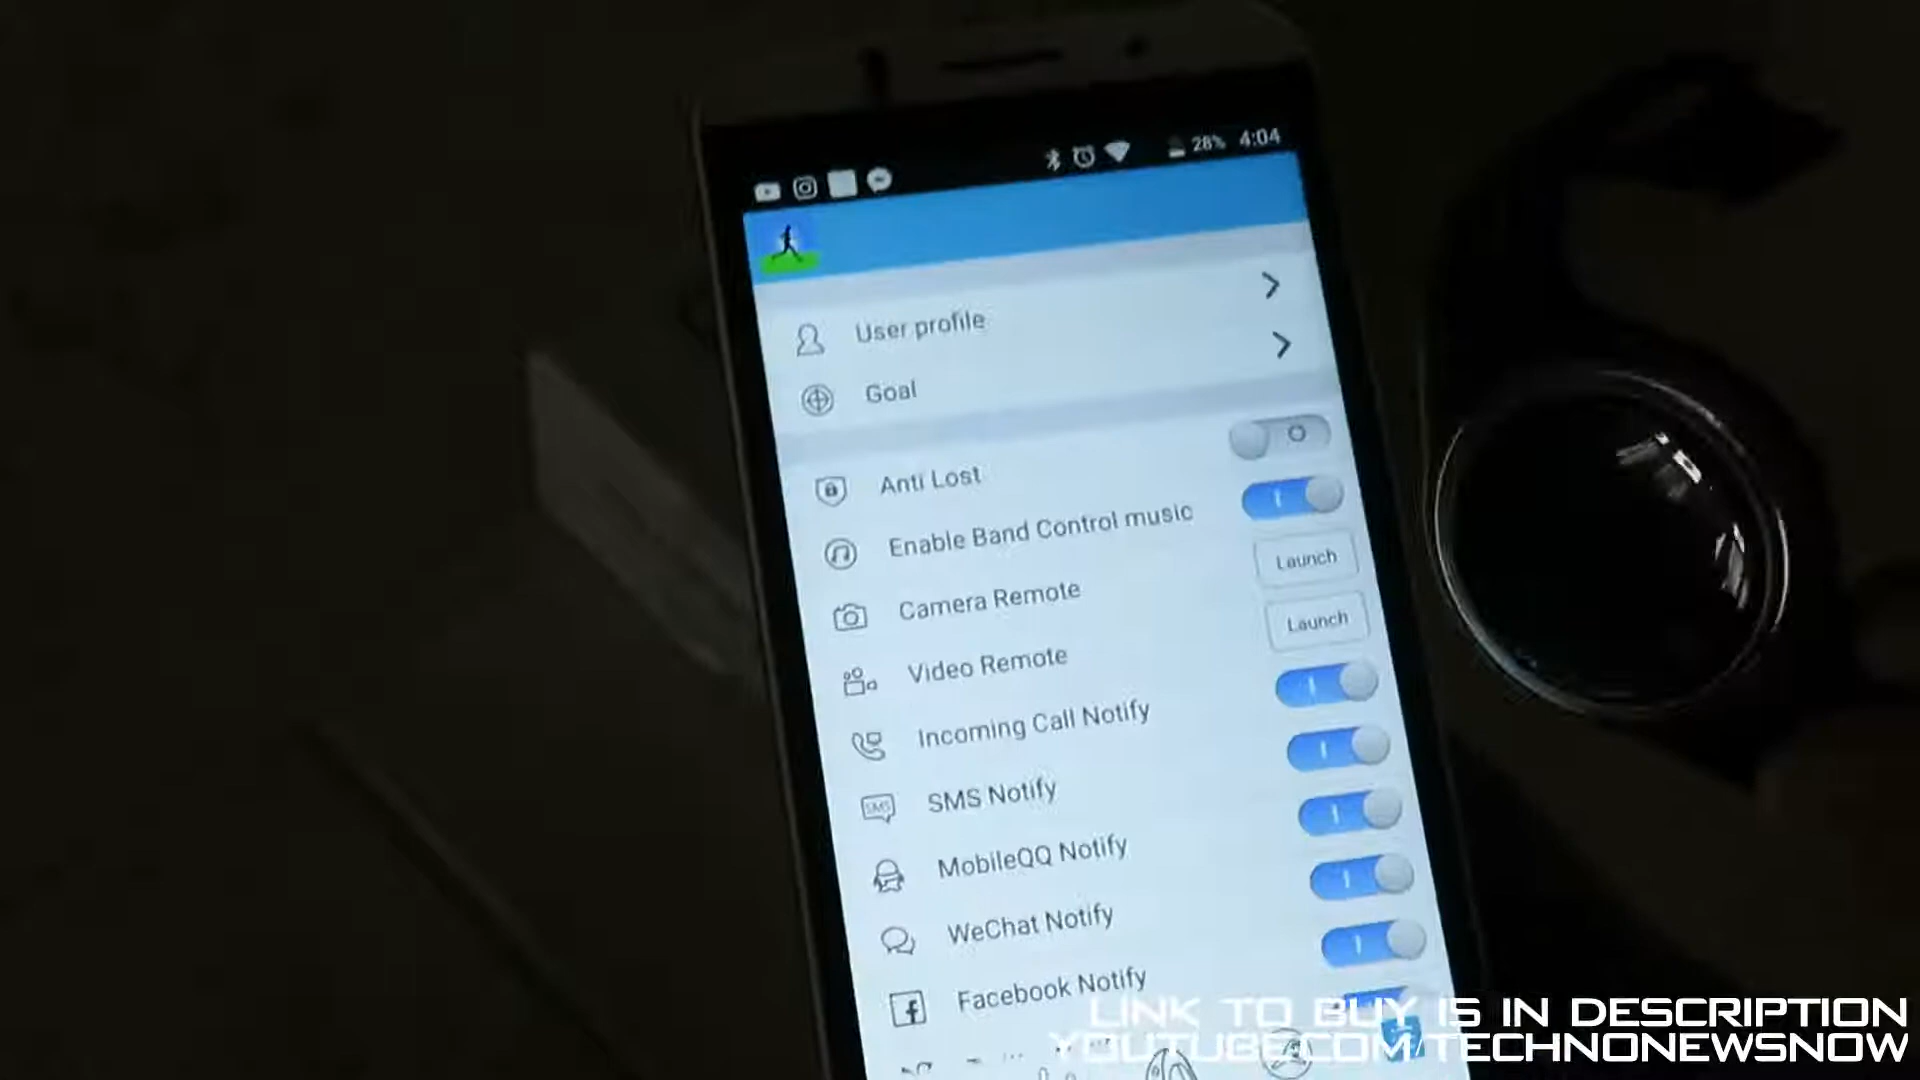 28% 4:04
User profile
Goal
Anti Lost
Enable Band Control music
Camera Remote
Launch
Video Remote
Launch
Incoming Call Notify
SMS Notify
SMS
MobileQQ Notify
WeChat Notify
Facebook Notify
LINK TO BUY IS IN DESCRIPTION
YOUTUBE.COM/TECHNONEWSNOW